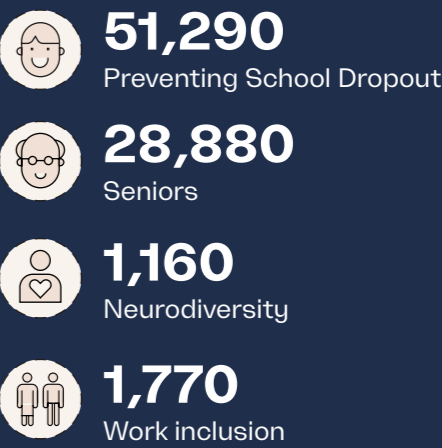 51,290
Preventing School Dropout
28,880
Seniors
1,160
Neurodiversity
1,770
Work inclusion